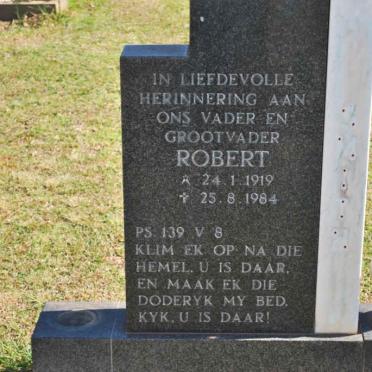 IN LIEFDEVOLLE
HERINNERING AAN
ONS VADER EN
GROOTVADER
ROBERT
* 24.1.1919
✝ 25.8.1984
PS 139 V 8
KLIM EK OP NA DIE
HEMEL, U IS DAAR,
EN MAAK EK DIE
DODERYK MY BED,
KYK, U IS DAAR!